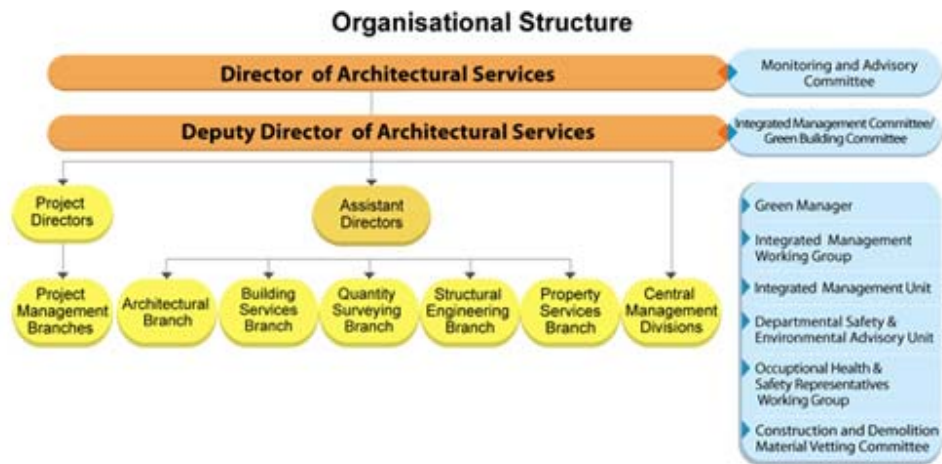 Organisational Structure
Director of Architectural Services
Monitoring and Advisory
Committee
Deputy Director of Architectural Services
Integrated Management Committee/
Green Building Committee
Project
Directors
Assistant
Directors
Project
Management
Branches
Architectural
Branch
Building
Services
Branch
Quantity
Surveying
Branch
Structural
Engineering
Branch
Property
Services
Branch
Central
Management
Divisions
Green Manager
Integrated Management
Working Group
Integrated Management Unit
Departmental Safety &
Environmental Advisory Unit
Occuptional Health &
Safety Representatives
Working Group
Construction and Demolition
Material Vetting Committee